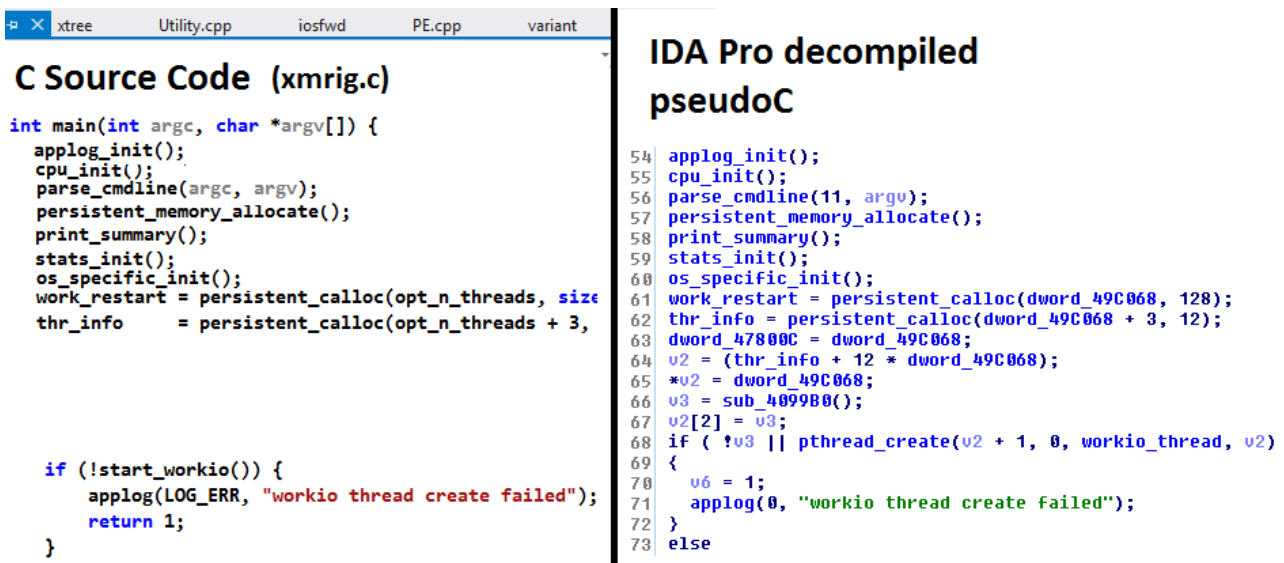 xtree Utility.cpp iosfwd PE.cpp variant
C Source Code (xmrig.c)
int main(int argc, char *argv[]) {
applog_init();
cpu_init();
parse_cmdline(argc, argv);
persistent_memory_allocate();
print_summary();
stats_init();
os_specific_init();
work_restart = persistent_calloc(opt_n_threads, size
thr_info = persistent_calloc(opt_n_threads + 3,
if (!start_workio()) {
applog(LOG_ERR, "workio thread create failed");
return 1;
}
IDA Pro decompiled
pseudoC
54 applog_init();
55 cpu_init();
56 parse_cmdline(11, argv);
57 persistent_memory_allocate();
58 print_summary();
59 stats_init();
60 os_specific_init();
61 work_restart = persistent_calloc(dword_49C068, 128);
62 thr_info = persistent_calloc(dword_49C068 + 3, 12);
63 dword_47800C = dword_49C068;
64 v2 = (thr_info + 12 * dword_49C068);
65 *v2 = dword_49C068;
66 v3 = sub_4099B0();
67 v2[2] = v3;
68 if ( !v3 || pthread_create(v2 + 1, 0, workio_thread, v2)
69 {
70 v6 = 1;
71 applog(0, "workio thread create failed");
72 }
73 else